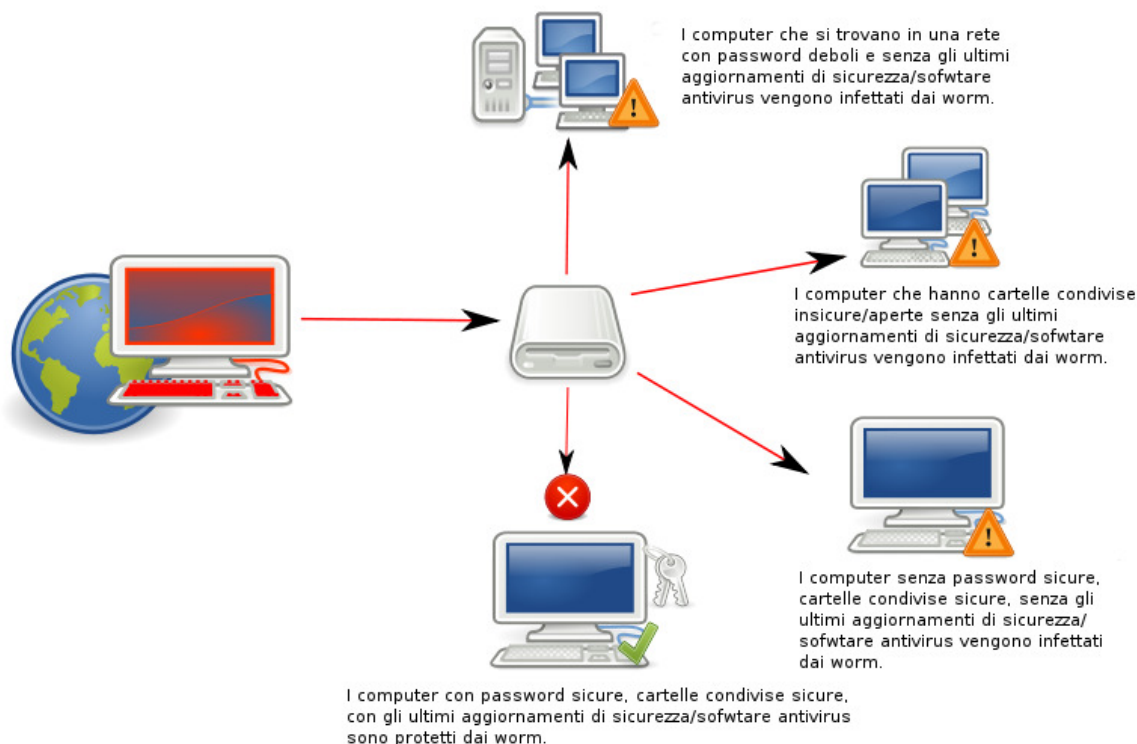 I computer che si trovano in una rete
con password deboli e senza gli ultimi
aggiornamenti di sicurezza/sofwtare
antivirus vengono infettati dai worm.
I computer che hanno cartelle condivise
insicure/aperte senza gli ultimi
aggiornamenti di sicurezza/sofwtare
antivirus vengono infettati dai worm.
I computer senza password sicure,
cartelle condivise sicure, senza gli
ultimi aggiornamenti di sicurezza/
sofwtare antivirus vengono infettati
dai worm.
I computer con password sicure, cartelle condivise sicure,
con gli ultimi aggiornamenti di sicurezza/sofwtare antivirus
sono protetti dai worm.